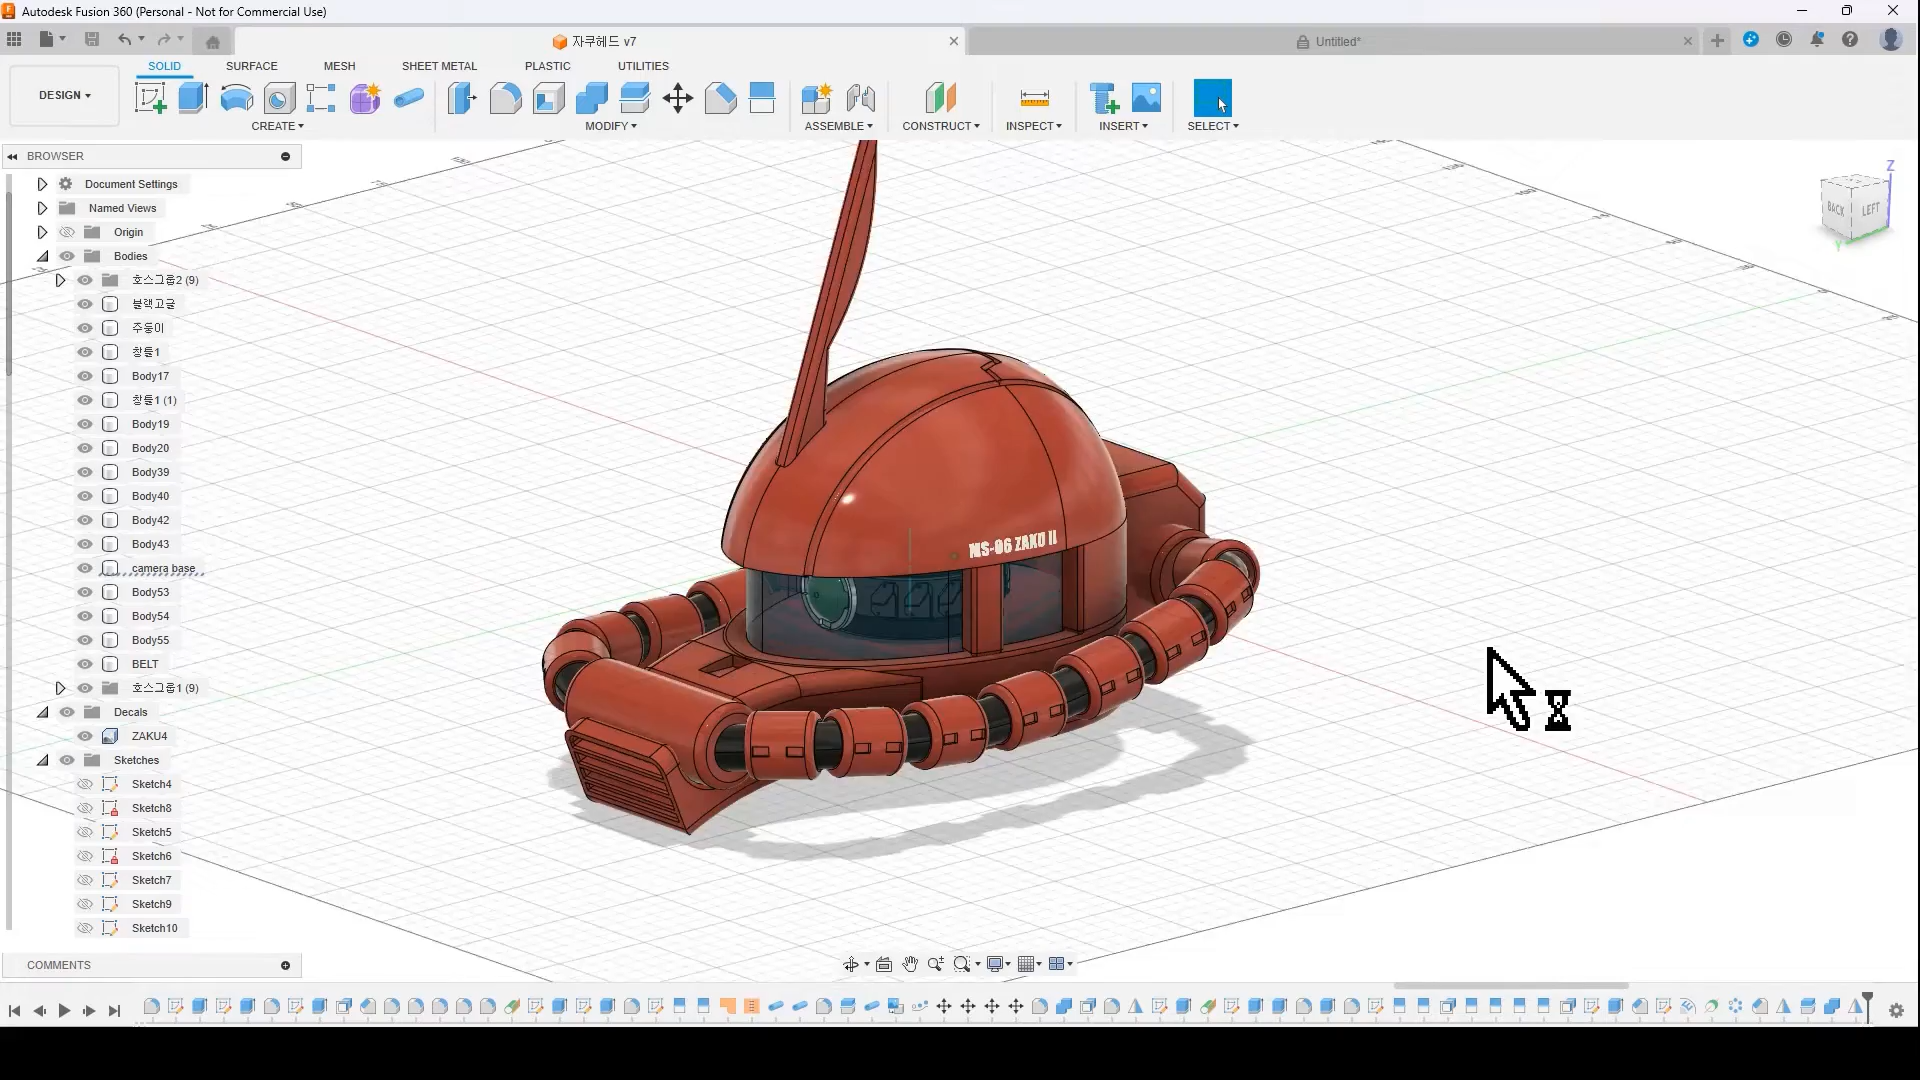 Autodesk Fusion 360 (Personal - Not for Commercial Use)
자쿠헤드 v7
Untitled*
DESIGN
SOLID
SURFACE
MESH
SHEET METAL
PLASTIC
UTILITIES
CREATE
MODIFY
ASSEMBLE
CONSTRUCT
INSPECT
INSERT
SELECT
BROWSER
Document Settings
Named Views
Origin
Bodies
호스그룹2 (9)
블랙고글
주둥이
창틀1
Body17
창틀1 (1)
Body19
Body20
Body39
Body40
Body42
Body43
camera base
Body53
Body54
Body55
BELT
호스그룹1 (9)
Decals
ZAKU4
Sketches
Sketch4
Sketch8
Sketch5
Sketch6
Sketch7
Sketch9
Sketch10
MS-06 ZAKU II
Z
BACK
LEFT
Y
COMMENTS